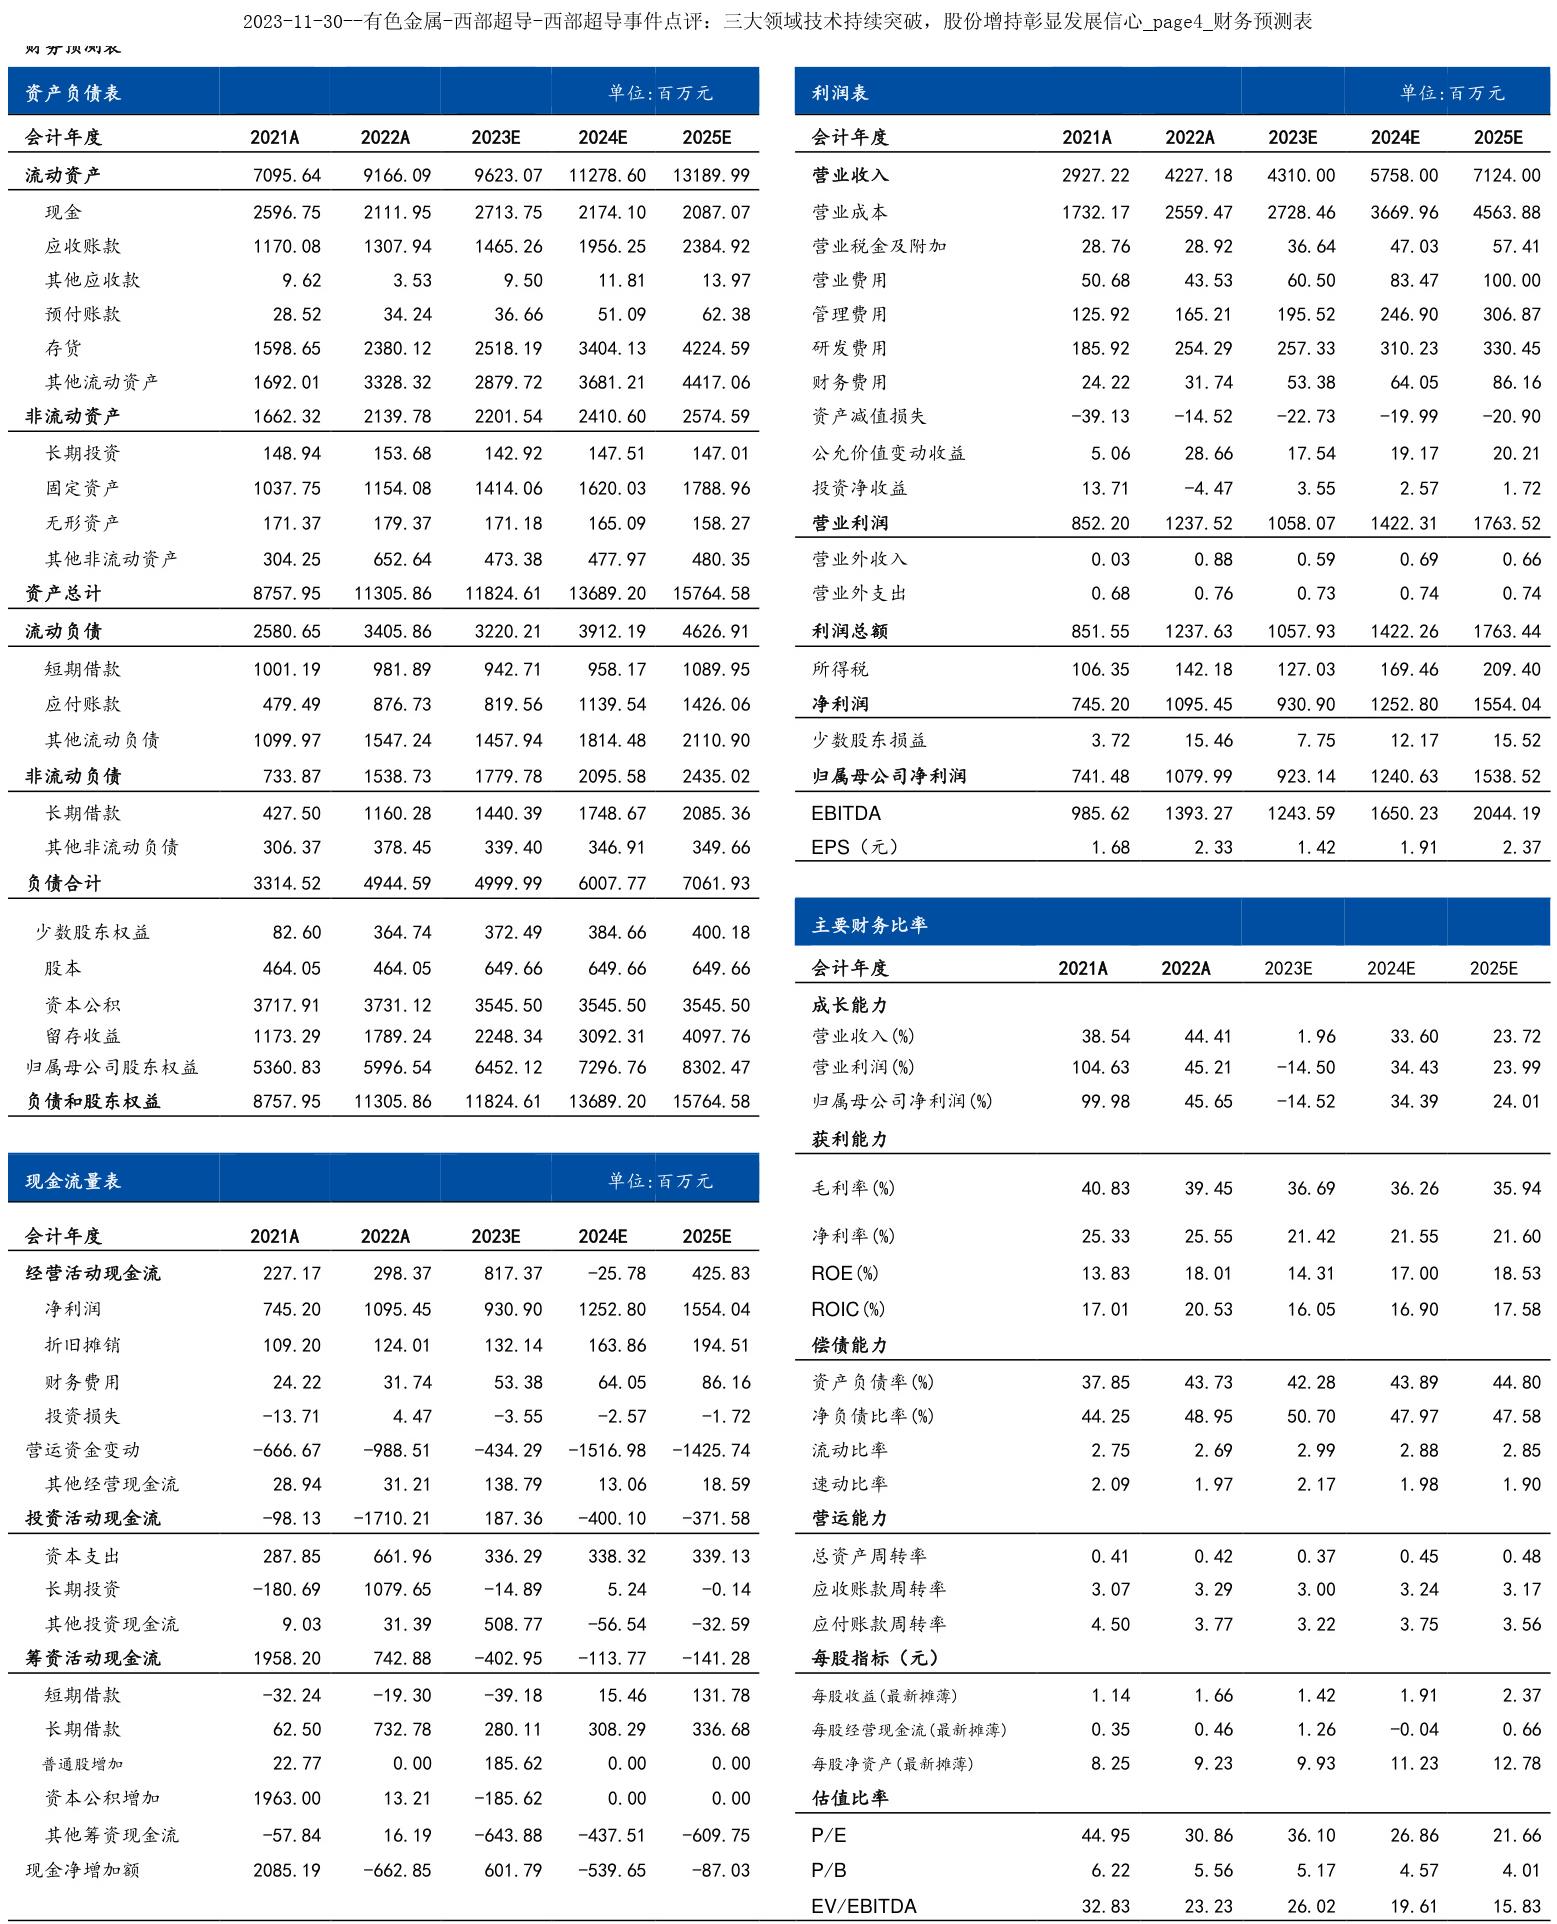 2023-11-30--有色金属-西部超导-西部超导事件点评：三大领域技术持续突破，股份增持彰显发展信心_page4_财务预测表
财务预测表
资产负债表 单位:百万元
会计年度 2021A 2022A 2023E 2024E 2025E
流动资产 7095.64 9166.09 9623.07 11278.60 13189.99
现金 2596.75 2111.95 2713.75 2174.10 2087.07
应收账款 1170.08 1307.94 1465.26 1956.25 2384.92
其他应收款 9.62 3.53 9.50 11.81 13.97
预付账款 28.52 34.24 36.66 51.09 62.38
存货 1598.65 2380.12 2518.19 3404.13 4224.59
其他流动资产 1692.01 3328.32 2879.72 3681.21 4417.06
非流动资产 1662.32 2139.78 2201.54 2410.60 2574.59
长期投资 148.94 153.68 142.92 147.51 147.01
固定资产 1037.75 1154.08 1414.06 1620.03 1788.96
无形资产 171.37 179.37 171.18 165.09 158.27
其他非流动资产 304.25 652.64 473.38 477.97 480.35
资产总计 8757.95 11305.86 11824.61 13689.20 15764.58
流动负债 2580.65 3405.86 3220.21 3912.19 4626.91
短期借款 1001.19 981.89 942.71 958.17 1089.95
应付账款 479.49 876.73 819.56 1139.54 1426.06
其他流动负债 1099.97 1547.24 1457.94 1814.48 2110.90
非流动负债 733.87 1538.73 1779.78 2095.58 2435.02
长期借款 427.50 1160.28 1440.39 1748.67 2085.36
其他非流动负债 306.37 378.45 339.40 346.91 349.66
负债合计 3314.52 4944.59 4999.99 6007.77 7061.93
少数股东权益 82.60 364.74 372.49 384.66 400.18
股本 464.05 464.05 649.66 649.66 649.66
资本公积 3717.91 3731.12 3545.50 3545.50 3545.50
留存收益 1173.29 1789.24 2248.34 3092.31 4097.76
归属母公司股东权益 5360.83 5996.54 6452.12 7296.76 8302.47
负债和股东权益 8757.95 11305.86 11824.61 13689.20 15764.58
现金流量表 单位:百万元
会计年度 2021A 2022A 2023E 2024E 2025E
经营活动现金流 227.17 298.37 817.37 -25.78 425.83
净利润 745.20 1095.45 930.90 1252.80 1554.04
折旧摊销 109.20 124.01 132.14 163.86 194.51
财务费用 24.22 31.74 53.38 64.05 86.16
投资损失 -13.71 4.47 -3.55 -2.57 -1.72
营运资金变动 -666.67 -988.51 -434.29 -1516.98 -1425.74
其他经营现金流 28.94 31.21 138.79 13.06 18.59
投资活动现金流 -98.13 -1710.21 187.36 -400.10 -371.58
资本支出 287.85 661.96 336.29 338.32 339.13
长期投资 -180.69 1079.65 -14.89 5.24 -0.14
其他投资现金流 9.03 31.39 508.77 -56.54 -32.59
筹资活动现金流 1958.20 742.88 -402.95 -113.77 -141.28
短期借款 -32.24 -19.30 -39.18 15.46 131.78
长期借款 62.50 732.78 280.11 308.29 336.68
普通股增加 22.77 0.00 185.62 0.00 0.00
资本公积增加 1963.00 13.21 -185.62 0.00 0.00
其他筹资现金流 -57.84 16.19 -643.88 -437.51 -609.75
现金净增加额 2085.19 -662.85 601.79 -539.65 -87.03
利润表 单位:百万元
会计年度 2021A 2022A 2023E 2024E 2025E
营业收入 2927.22 4227.18 4310.00 5758.00 7124.00
营业成本 1732.17 2559.47 2728.46 3669.96 4563.88
营业税金及附加 28.76 28.92 36.64 47.03 57.41
营业费用 50.68 43.53 60.50 83.47 100.00
管理费用 125.92 165.21 195.52 246.90 306.87
研发费用 185.92 254.29 257.33 310.23 330.45
财务费用 24.22 31.74 53.38 64.05 86.16
资产减值损失 -39.13 -14.52 -22.73 -19.99 -20.90
公允价值变动收益 5.06 28.66 17.54 19.17 20.21
投资净收益 13.71 -4.47 3.55 2.57 1.72
营业利润 852.20 1237.52 1058.07 1422.31 1763.52
营业外收入 0.03 0.88 0.59 0.69 0.66
营业外支出 0.68 0.76 0.73 0.74 0.74
利润总额 851.55 1237.63 1057.93 1422.26 1763.44
所得税 106.35 142.18 127.03 169.46 209.40
净利润 745.20 1095.45 930.90 1252.80 1554.04
少数股东损益 3.72 15.46 7.75 12.17 15.52
归属母公司净利润 741.48 1079.99 923.14 1240.63 1538.52
EBITDA 985.62 1393.27 1243.59 1650.23 2044.19
EPS（元） 1.68 2.33 1.42 1.91 2.37
主要财务比率
会计年度 2021A 2022A 2023E 2024E 2025E
成长能力
营业收入(%) 38.54 44.41 1.96 33.60 23.72
营业利润(%) 104.63 45.21 -14.50 34.43 23.99
归属母公司净利润(%) 99.98 45.65 -14.52 34.39 24.01
获利能力
毛利率(%) 40.83 39.45 36.69 36.26 35.94
净利率(%) 25.33 25.55 21.42 21.55 21.60
ROE(%) 13.83 18.01 14.31 17.00 18.53
ROIC(%) 17.01 20.53 16.05 16.90 17.58
偿债能力
资产负债率(%) 37.85 43.73 42.28 43.89 44.80
净负债比率(%) 44.25 48.95 50.70 47.97 47.58
流动比率 2.75 2.69 2.99 2.88 2.85
速动比率 2.09 1.97 2.17 1.98 1.90
营运能力
总资产周转率 0.41 0.42 0.37 0.45 0.48
应收账款周转率 3.07 3.29 3.00 3.24 3.17
应付账款周转率 4.50 3.77 3.22 3.75 3.56
每股指标（元）
每股收益(最新摊薄) 1.14 1.66 1.42 1.91 2.37
每股经营现金流(最新摊薄) 0.35 0.46 1.26 -0.04 0.66
每股净资产(最新摊薄) 8.25 9.23 9.93 11.23 12.78
估值比率
P/E 44.95 30.86 36.10 26.86 21.66
P/B 6.22 5.56 5.17 4.57 4.01
EV/EBITDA 32.83 23.23 26.02 19.61 15.83